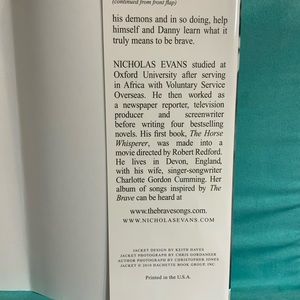 (continued from front flap)
his demons and in so doing, help
himself and Danny learn what it
truly means to be brave.
NICHOLAS EVANS studied at
Oxford University after serving
in Africa with Voluntary Service
Overseas. He then worked as
a newspaper reporter, television
producer and screenwriter
before writing four bestselling
novels. His first book, The Horse
Whisperer, was made into a
movie directed by Robert Redford.
He lives in Devon, England,
with his wife, singer-songwriter
Charlotte Gordon Cumming. Her
album of songs inspired by The
Brave can be heard at
www.thebravesongs.com.
WWW.NICHOLASEVANS.COM
JACKET DESIGN BY KEITH HAYES
JACKET PHOTOGRAPH BY CHRIS GORDANEER
AUTHOR PHOTOGRAPH BY CHRISTOPHER JONES
JACKET © 2010 HACHETTE BOOK GROUP, INC.
Printed in the U.S.A.